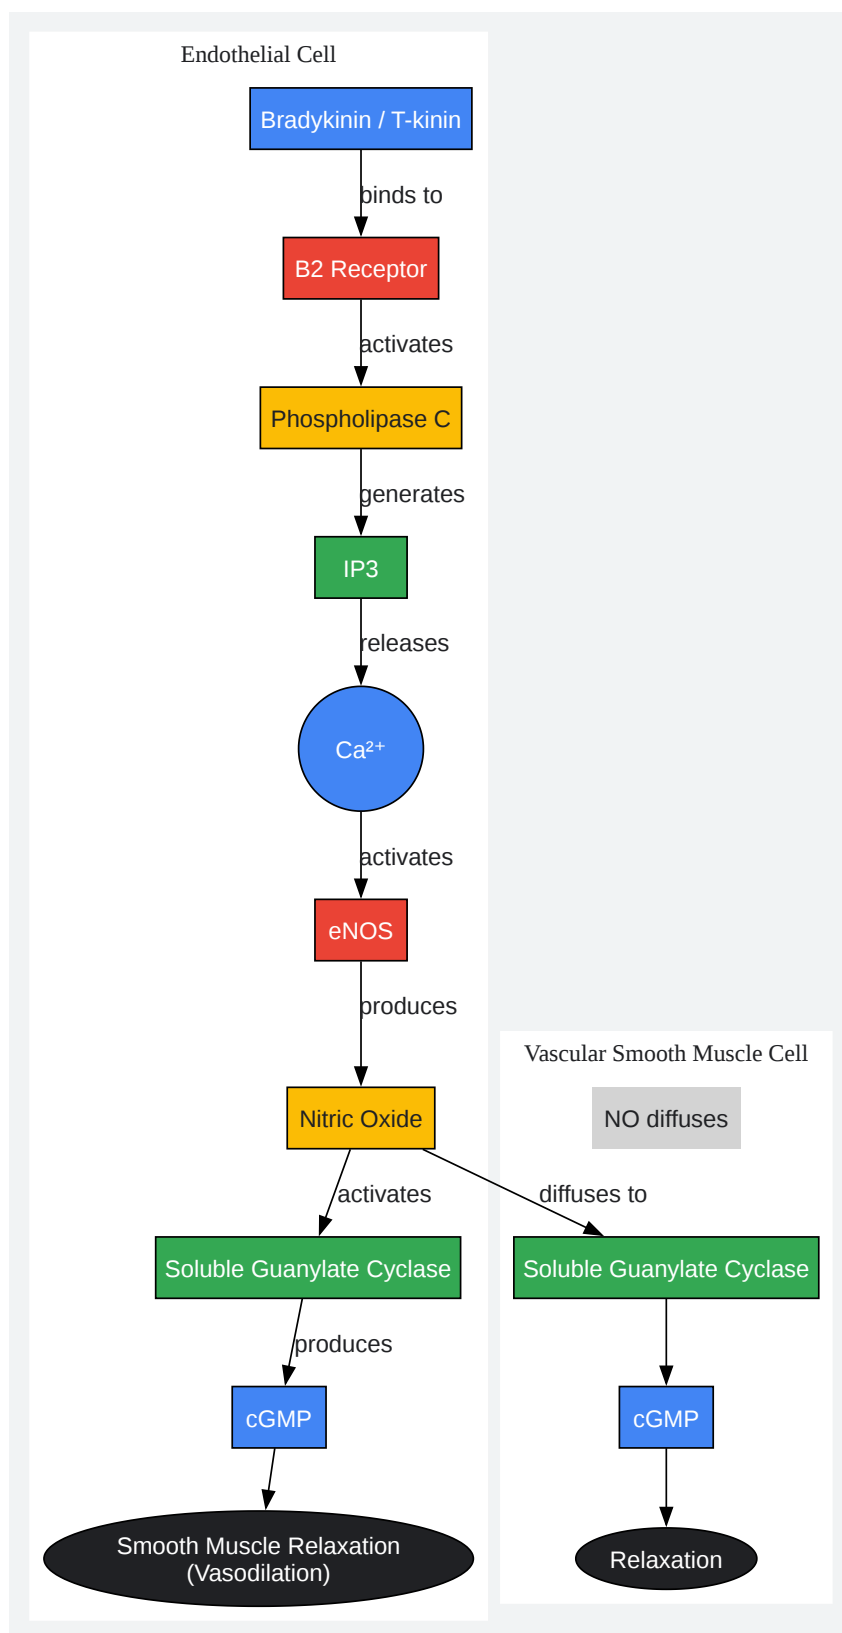 Endothelial Cell
Bradykinin / T-kinin
binds to
B2 Receptor
activates
Phospholipase C
generates
IP3
releases
Ca²⁺
activates
eNOS
produces
Nitric Oxide
activates
Soluble Guanylate Cyclase
produces
cGMP
Smooth Muscle Relaxation
(Vasodilation)
Vascular Smooth Muscle Cell
NO diffuses
diffuses to
Soluble Guanylate Cyclase
cGMP
Relaxation